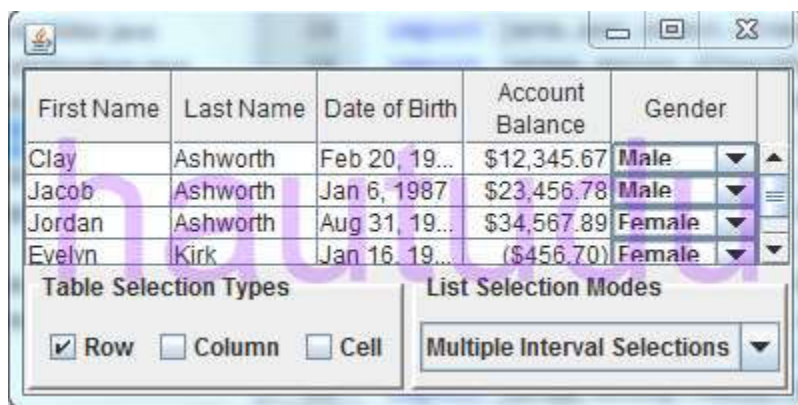 First Name Last Name Date of Birth Account Balance Gender
Clay Ashworth Feb 20, 19... $12,345.67 Male
Jacob Ashworth Jan 6, 1987 $23,456.78 Male
Jordan Ashworth Aug 31, 19... $34,567.89 Female
Evelyn Kirk Jan 16, 19... ($456.70) Female
hautudu
Table Selection Types List Selection Modes
Row Column Cell Multiple Interval Selections